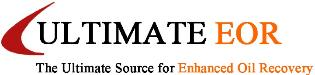 ULTIMATE EOR
The Ultimate Source for Enhanced Oil Recovery